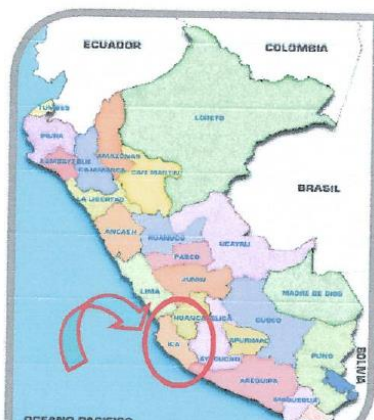 ECUADOR
COLOMBIA
TUMBES
LORETO
PIURA
AMAZONAS
LAMBAYEQUE
CAJAMARCA
SAN MARTIN
BRASIL
LA LIBERTAD
ANCASH
HUANUCO
UCAYALI
PASCO
JUNIN
LIMA
MADRE DE DIOS
HUANCAVELICA
CUSCO
ICA
APURIMAC
AYACUCHO
PUNO
BOLIVIA
AREQUIPA
MOQUEGUA
OCEANO PACIFICO